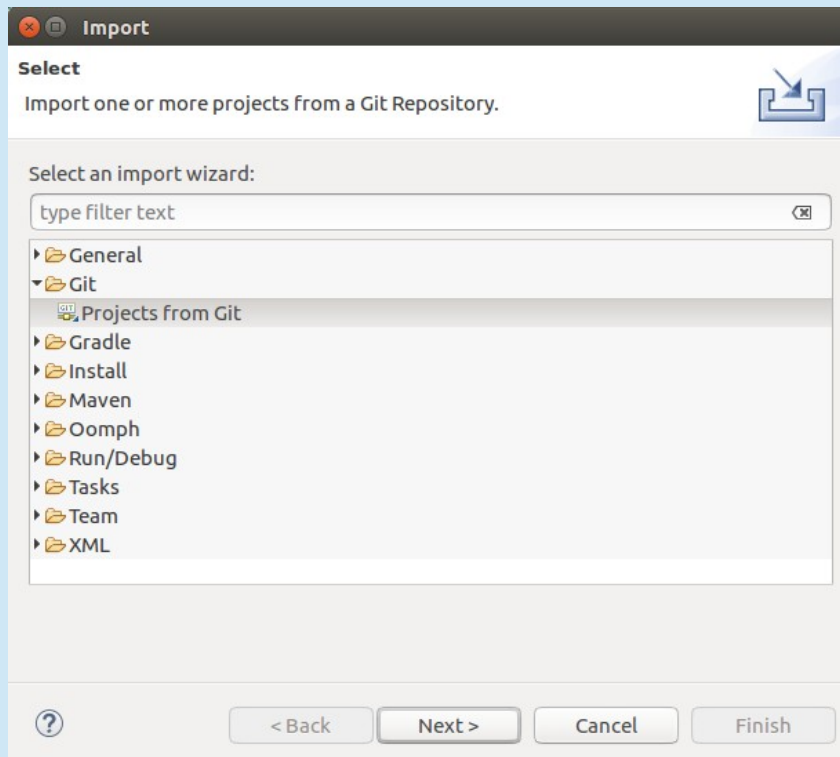 Import
Select
Import one or more projects from a Git Repository.
Select an import wizard:
type filter text
General
Git
GIT Projects from Git
Gradle
Install
Maven
Oomph
Run/Debug
Tasks
Team
XML
? < Back Next > Cancel Finish